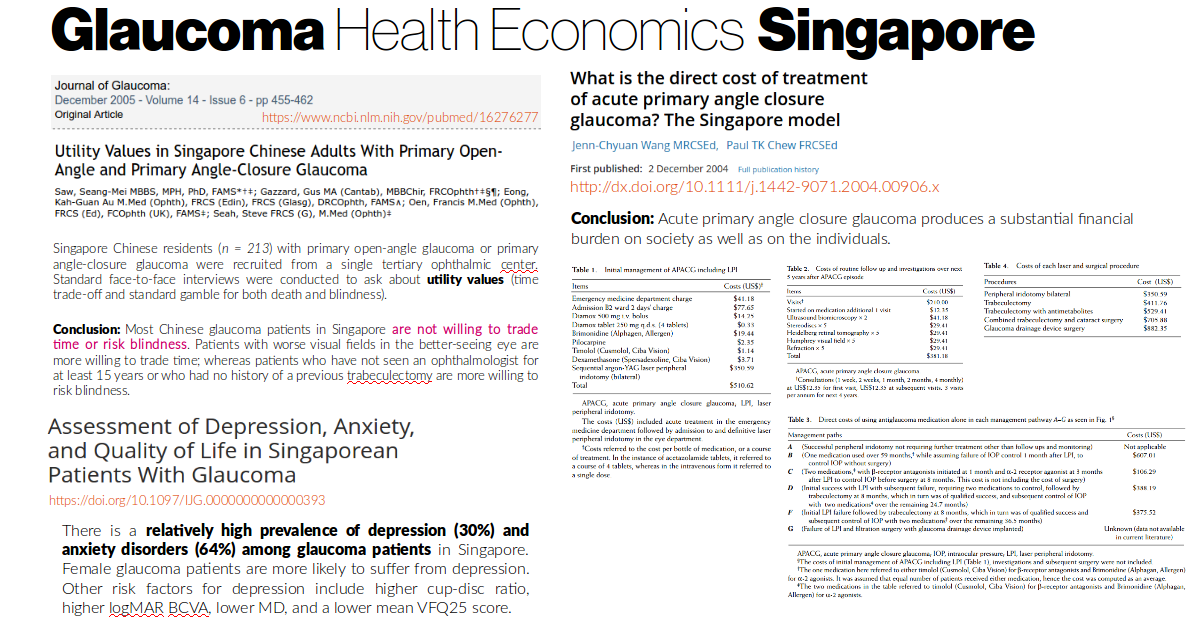 Glaucoma Health Economics Singapore
Journal of Glaucoma:
December 2005 - Volume 14 - Issue 6 - pp 455-462
Original Article
https://www.ncbi.nlm.nih.gov/pubmed/16276277
Utility Values in Singapore Chinese Adults With Primary Open-
Angle and Primary Angle-Closure Glaucoma
Saw, Seang-Mei MBBS, MPH, PhD, FAMS*†‡; Gazzard, Gus MA (Cantab), MBBChir, FRCOphth†‡§¶; Eong,
Kah-Guan Au M.Med (Ophth), FRCS (Edin), FRCS (Glasg), DRCOphth, FAMS∧; Oen, Francis M.Med (Ophth),
FRCS (Ed), FCOphth (UK), FAMS‡; Seah, Steve FRCS (G), M.Med (Ophth)‡
Singapore Chinese residents (n = 213) with primary open-angle glaucoma or primary
angle-closure glaucoma were recruited from a single tertiary ophthalmic center.
Standard face-to-face interviews were conducted to ask about utility values (time
trade-off and standard gamble for both death and blindness).
Conclusion: Most Chinese glaucoma patients in Singapore are not willing to trade
time or risk blindness. Patients with worse visual fields in the better-seeing eye are
more willing to trade time; whereas patients who have not seen an ophthalmologist for
at least 15 years or who had no history of a previous trabeculectomy are more willing to
risk blindness.
Assessment of Depression, Anxiety,
and Quality of Life in Singaporean
Patients With Glaucoma
https://doi.org/10.1097/IJG.0000000000000393
There is a relatively high prevalence of depression (30%) and
anxiety disorders (64%) among glaucoma patients in Singapore.
Female glaucoma patients are more likely to suffer from depression.
Other risk factors for depression include higher cup-disc ratio,
higher logMAR BCVA, lower MD, and a lower mean VFQ25 score.
What is the direct cost of treatment
of acute primary angle closure
glaucoma? The Singapore model
Jenn-Chyuan Wang MRCSEd, Paul TK Chew FRCSEd
First published: 2 December 2004 Full publication history
http://dx.doi.org/10.1111/j.1442-9071.2004.00906.x
Conclusion: Acute primary angle closure glaucoma produces a substantial financial
burden on society as well as on the individuals.
Table 1. Initial management of APACG including LPI
Items Costs (US$)†
Emergency medicine department charge $41.18
Admission B2 ward 2 days' charge $77.65
Diamox 500 mg i.v. bolus $14.25
Diamox tablet 250 mg q.d.s. (4 tablets) $0.33
Brimonidine (Alphagan, Allergen) $19.44
Pilocarpine $2.35
Timolol (Cusmolol, Ciba Vision) $1.14
Dexamethasone (Spersadexoline, Ciba Vision) $3.71
Sequential argon-YAG laser peripheral $350.59
iridotomy (bilateral)
Total $510.62
APACG, acute primary angle closure glaucoma; LPI, laser
peripheral iridotomy.
The costs (US$) included acute treatment in the emergency
medicine department followed by admission to and definitive laser
peripheral iridotomy in the eye department.
†Costs referred to the cost per bottle of medication, or a course
of treatment. In the instance of acetazolamide tablets, it referred to
a course of 4 tablets, whereas in the intravenous form it referred to
a single dose.
Table 2. Costs of routine follow up and investigations over next
5 years after APACG episode
Items Costs (US$)
Visits† $210.00
Started on medication additional 1 visit $12.35
Ultrasound biomicroscopy × 2 $41.18
Stereodiscs × 5 $29.41
Heidelberg retinal tomography × 5 $29.41
Humphrey visual field × 5 $29.41
Refraction × 5 $29.41
Total $381.18
APACG, acute primary angle closure glaucoma
†Consultations (1 week, 2 weeks, 1 month, 2 months, 4 monthly)
at US$12.35 for first visit, US$12.35 at subsequent visits. 3 visits
per annum for next 4 years.
Table 4. Costs of each laser and surgical procedure
Procedures Cost (US$)
Peripheral iridotomy bilateral $350.59
Trabeculectomy $411.76
Trabeculectomy with antimetabolites $529.41
Combined trabeculectomy and cataract surgery $705.88
Glaucoma drainage device surgery $882.35
Table 3. Direct costs of using antiglaucoma medication alone in each management pathway A–G as seen in Fig. 1§
Management paths Costs (US$)
A (Successful peripheral iridotomy not requiring further treatment other than follow ups and monitoring) Not applicable
B (One medication used over 59 months,† while assuming failure of IOP control 1 month after LPI, to $607.01
control IOP without surgery)
C (Two medications,‡ with β-receptor antagonists initiated at 1 month and α-2 receptor agonist at 3 months $106.29
after LPI to control IOP before surgery at 8 months. This cost is not including the cost of surgery)
D (Initial success with LPI with subsequent failure, requiring two medications to control, followed by $388.19
trabeculectomy at 8 months, which in turn was of qualified success, and subsequent control of IOP
with two medications‡ over the remaining 24.7 months)
F (Initial LPI failure followed by trabeculectomy at 8 months, which in turn was of qualified success and $375.52
subsequent control of IOP with two medications‡ over the remaining 36.5 months)
G (Failure of LPI and filtration surgery with glaucoma drainage device implanted) Unknown (data not available
in current literature)
APACG, acute primary angle closure glaucoma; IOP, intraocular pressure; LPI, laser peripheral iridotomy.
§The costs of initial management of APACG including LPI (Table 1), investigations and subsequent surgery were not included
†The one medication here referred to either timolol (Cusmolol, Ciba Vision) for β-receptor antagonists and Brimonidine (Alphagan, Allergen)
for α-2 agonists. It was assumed that equal number of patients received either medication, hence the cost was computed as an average.
‡The two medications in the table referred to timolol (Cusmolol, Ciba Vision) for β-receptor antagonists and Brimonidine (Alphagan,
Allergen) for α-2 agonists.